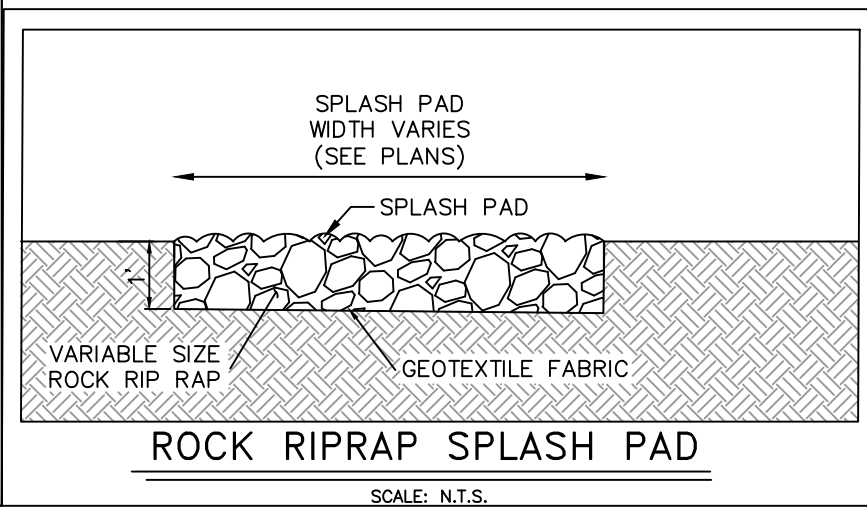 SPLASH PAD
WIDTH VARIES
(SEE PLANS)
SPLASH PAD
1'
VARIABLE SIZE
ROCK RIP RAP
GEOTEXTILE FABRIC
ROCK RIPRAP SPLASH PAD
SCALE: N.T.S.